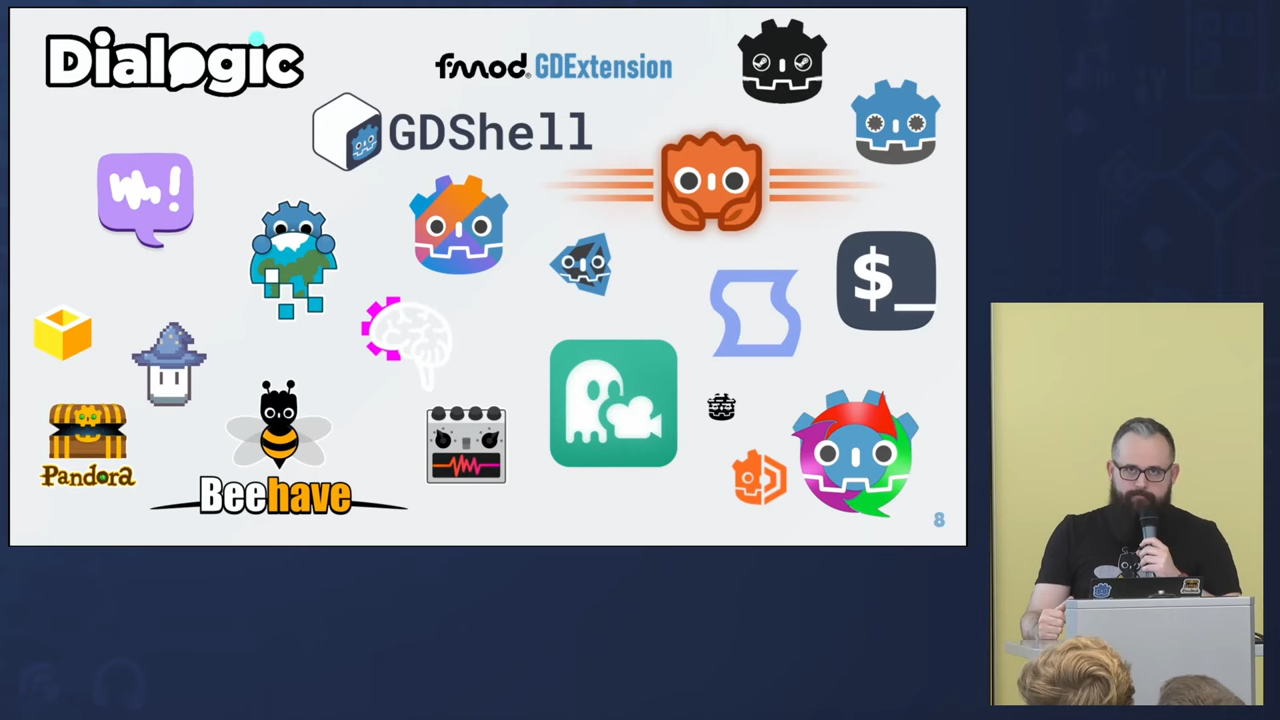 Dialogic
fmod. GDExtension
GDShell
!
$_
Pandora
Beehave
8